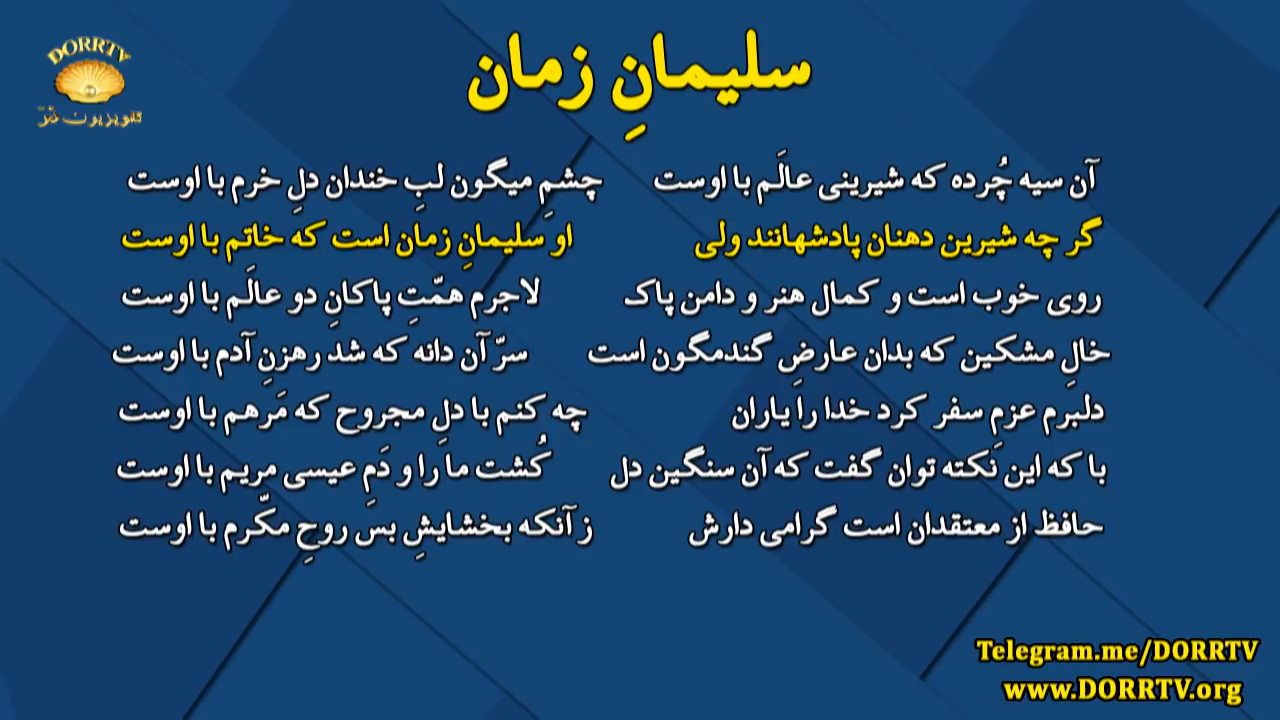 DORRTV
تلویزیون دُرّ
سلیمانِ زمان
آن سیه چُرده که شیرینی عالَم با اوست چشمِ میگون لبِ خندان دلِ خرم با اوست
گر چه شیرین دهنان پادشهانند ولی او سلیمانِ زمان است که خاتم با اوست
روی خوب است و کمال هنر و دامن پاک لاجرم همّتِ پاکانِ دو عالَم با اوست
خالِ مشکین که بدان عارضِ گندمگون است سرّ آن دانه که شد رهزنِ آدم با اوست
دلبرم عزمِ سفر کرد خدا را یاران چه کنم با دلِ مجروح که مَرهم با اوست
با که این نکته توان گفت که آن سنگین دل کُشت ما را و دَمِ عیسی مریم با اوست
حافظ از معتقدان است گرامی دارش ز آنکه بخشایشِ بس روحِ مکّرم با اوست
Telegram.me/DORRTV
www.DORRTV.org